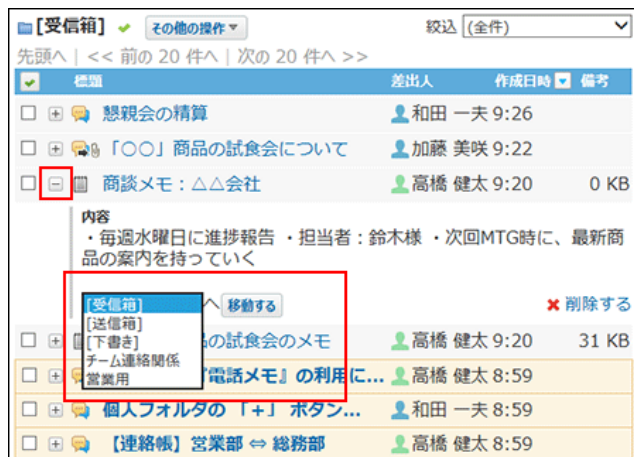 [受信箱] その他の操作 絞込 (全件)
先頭へ | << 前の 20 件へ | 次の 20 件へ >>
標題 差出人 作成日時 備考
懇親会の精算 和田 一夫 9:26
「○○」商品の試食会について 加藤 美咲 9:22
商談メモ：△△会社 高橋 健太 9:20 0 KB
内容
・毎週水曜日に進捗報告 ・担当者：鈴木様 ・次回MTG時に、最新商
品の案内を持っていく
[受信箱] へ 移動する 削除する
[送信箱]
[下書き]
の試食会のメモ 高橋 健太 9:20 31 KB
チーム連絡関係
営業用
『電話メモ』の利用に... 高橋 健太 8:59
個人フォルダの「+」ボタン... 和田 一夫 8:59
【連絡帳】営業部 ⇔ 総務部 高橋 健太 8:59